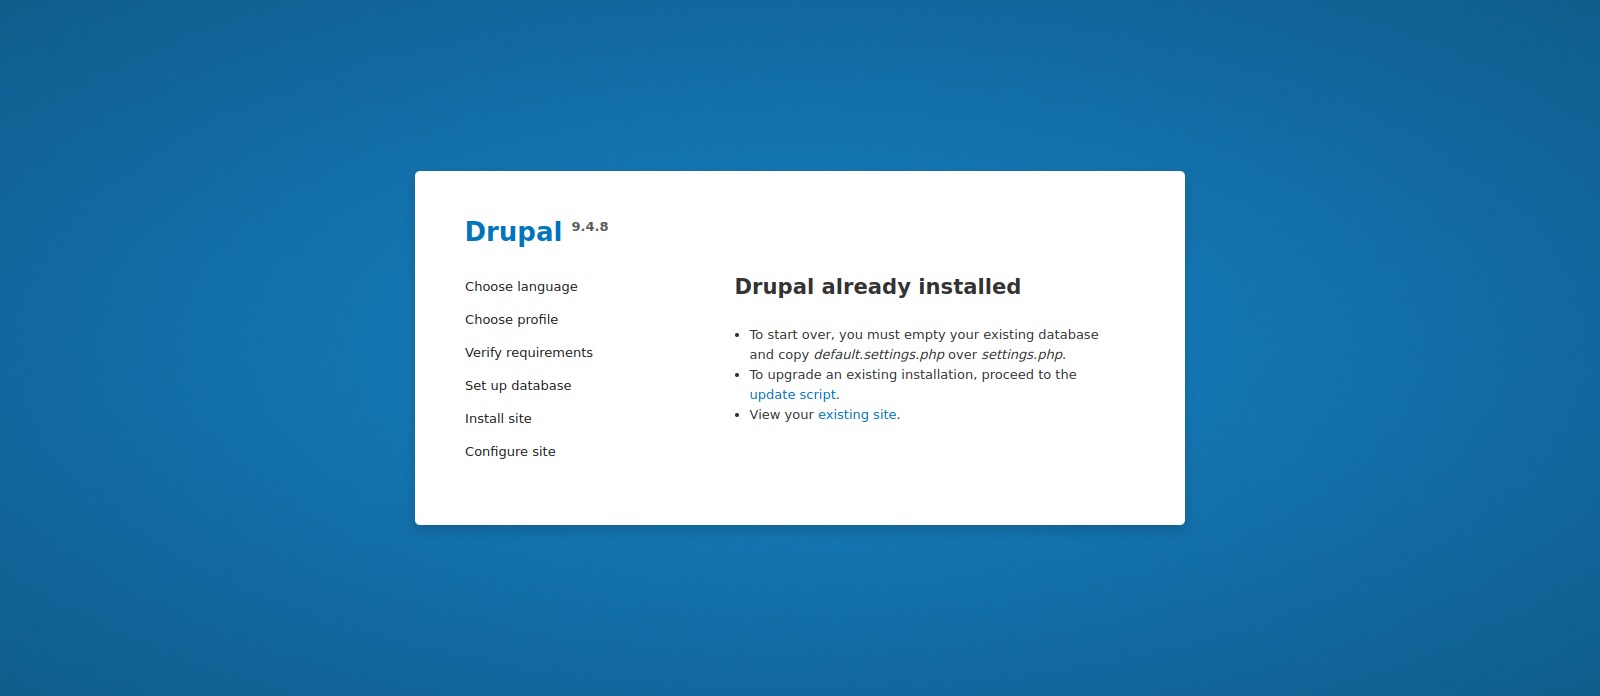 Drupal 9.4.8
Choose language
Choose profile
Verify requirements
Set up database
Install site
Configure site
Drupal already installed
• To start over, you must empty your existing database
and copy default.settings.php over settings.php.
• To upgrade an existing installation, proceed to the
update script.
• View your existing site.